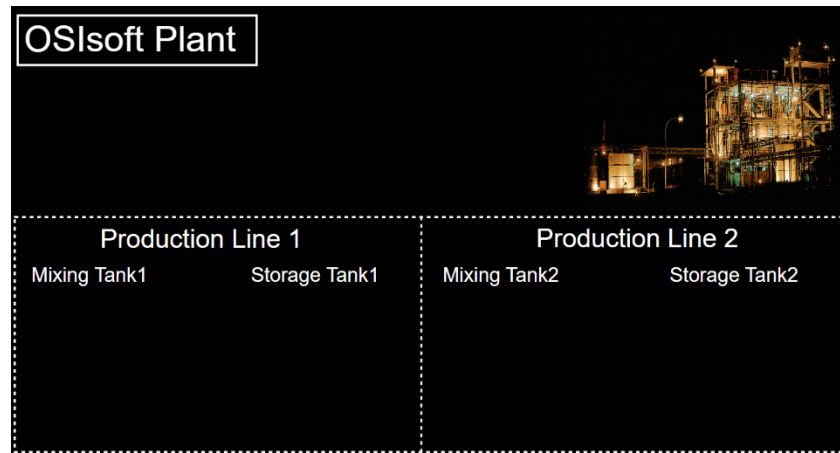 OSIsoft Plant
Production Line 1
Production Line 2
Mixing Tank1
Storage Tank1
Mixing Tank2
Storage Tank2